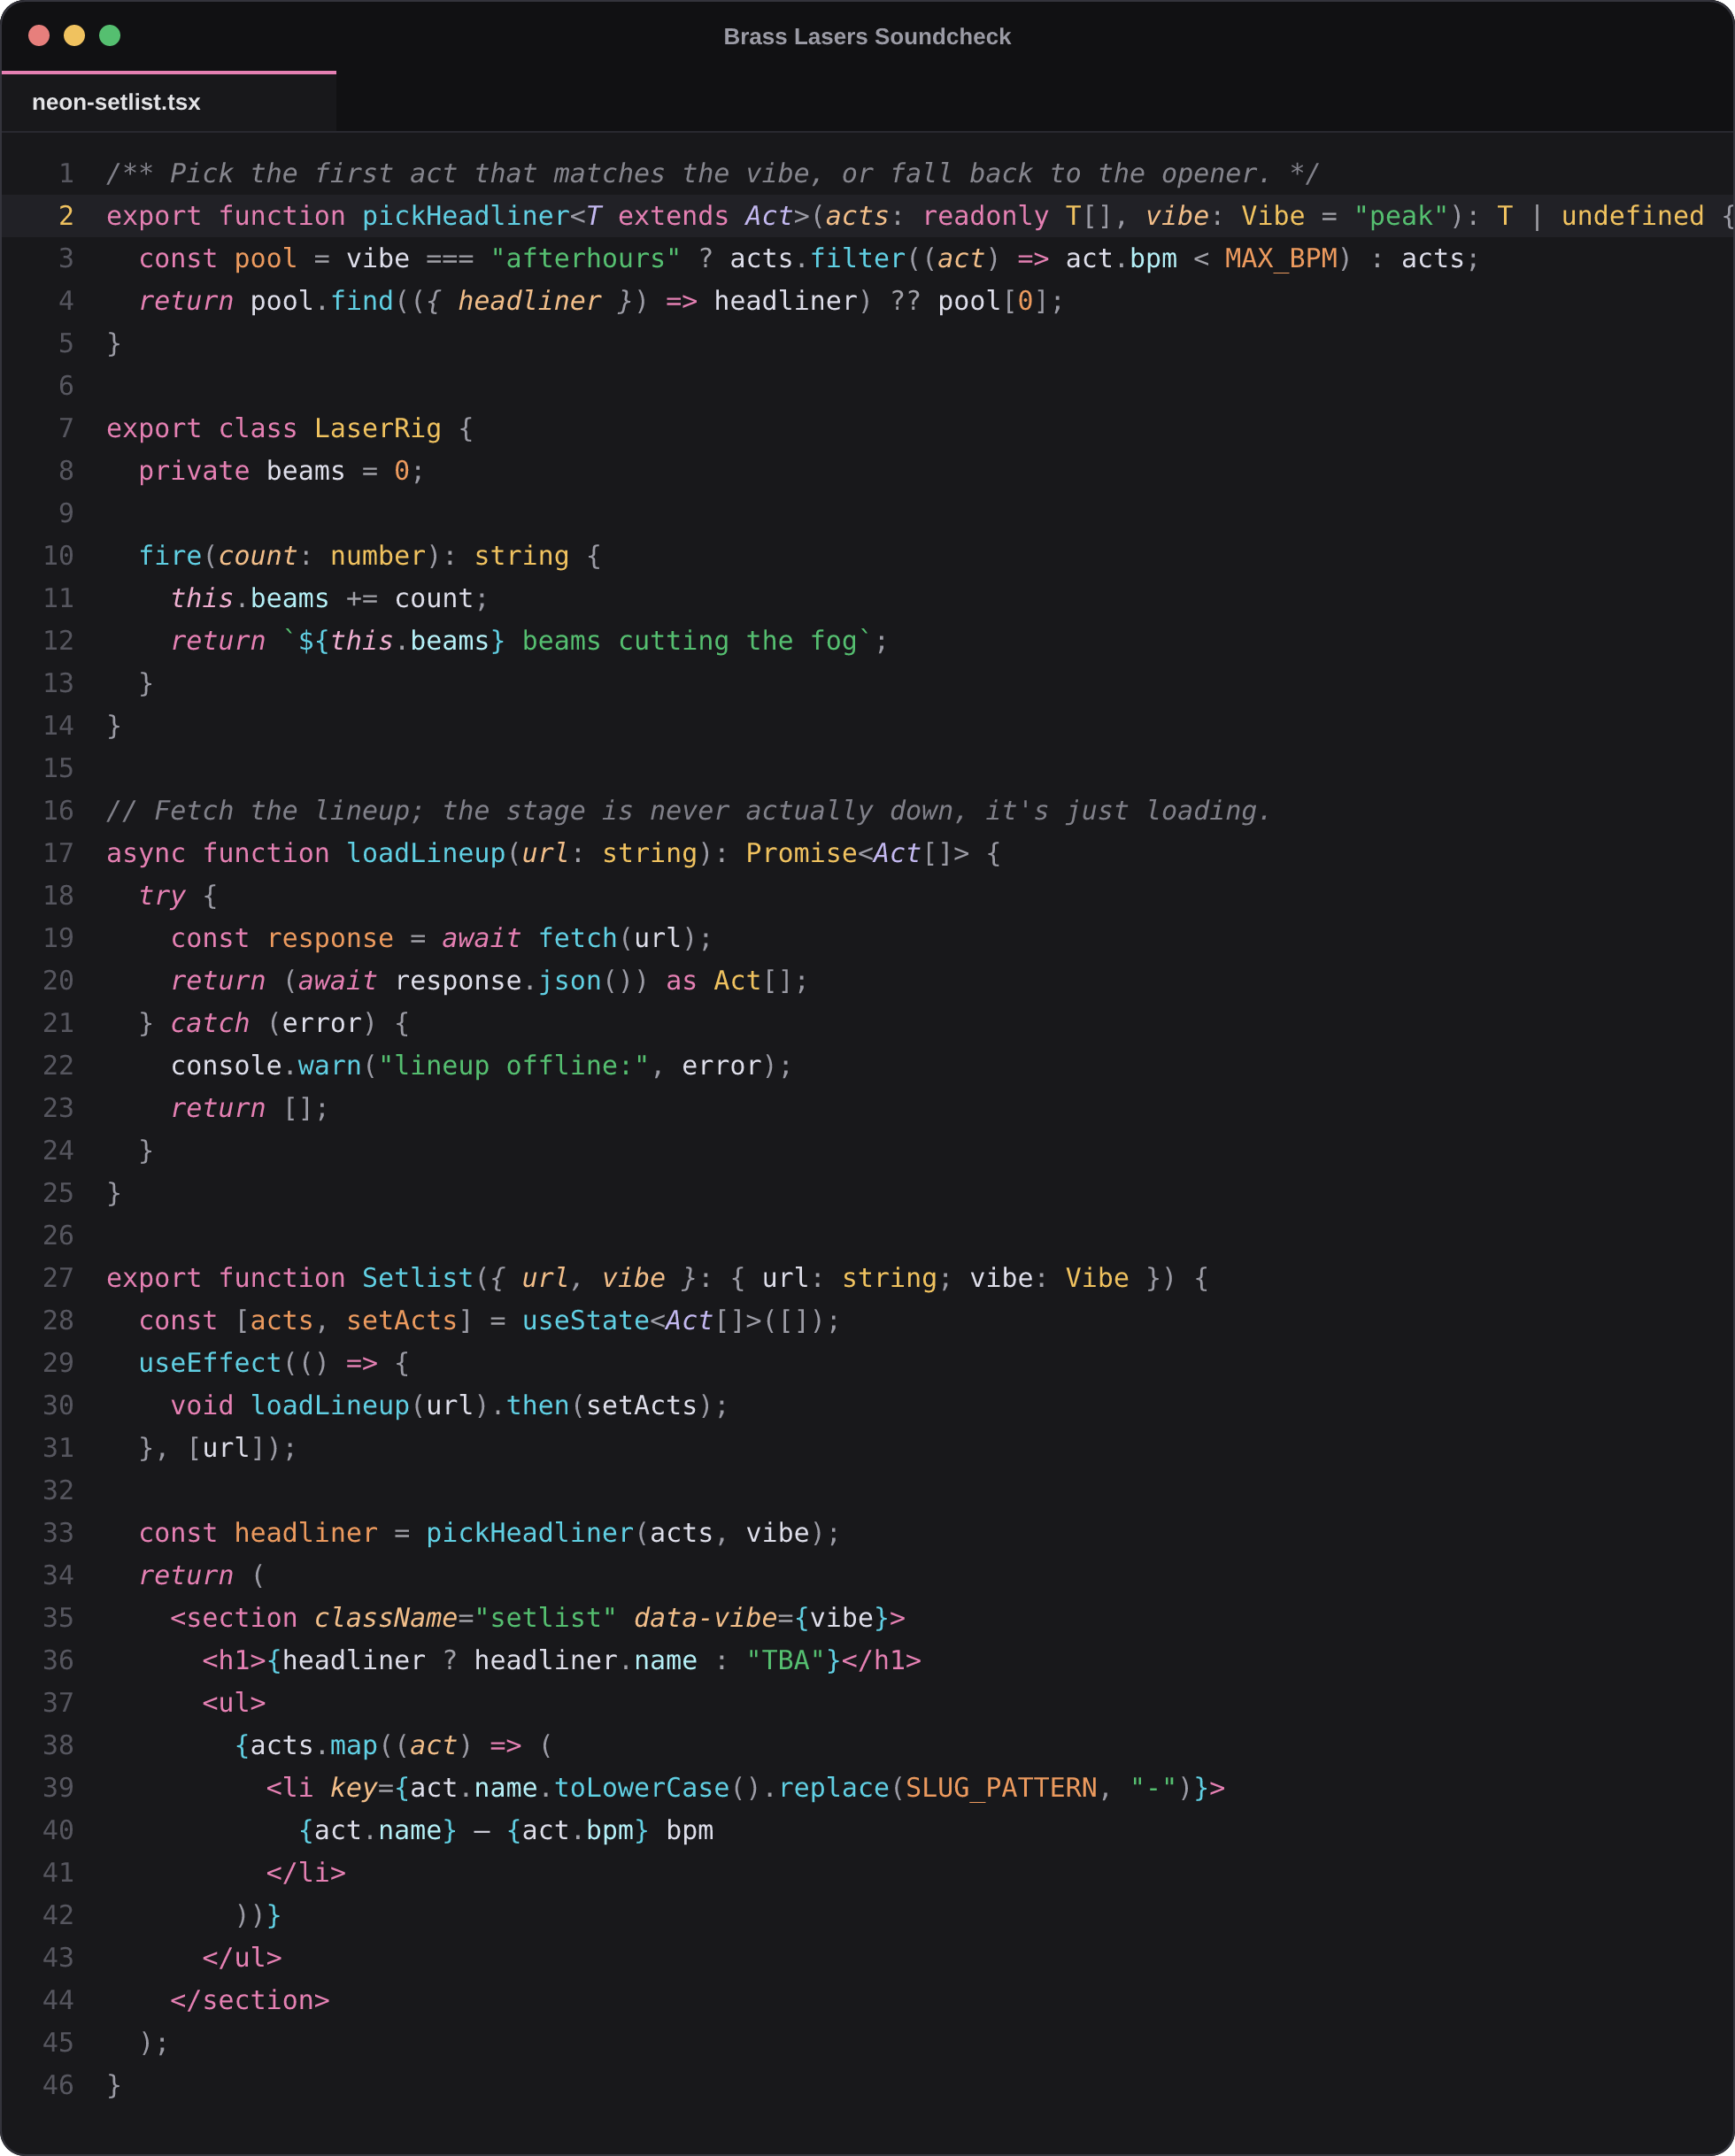 Brass Lasers Soundcheck
neon-setlist.tsx
1 /** Pick the first act that matches the vibe, or fall back to the opener. */
2 export function pickHeadliner<T extends Act>(acts: readonly T[], vibe: Vibe = "peak"): T | undefined {
3   const pool = vibe === "afterhours" ? acts.filter((act) => act.bpm < MAX_BPM) : acts;
4   return pool.find(({ headliner }) => headliner) ?? pool[0];
5 }
6
7 export class LaserRig {
8   private beams = 0;
9
10   fire(count: number): string {
11     this.beams += count;
12     return `${this.beams} beams cutting the fog`;
13   }
14 }
15
16 // Fetch the lineup; the stage is never actually down, it's just loading.
17 async function loadLineup(url: string): Promise<Act[]> {
18   try {
19     const response = await fetch(url);
20     return (await response.json()) as Act[];
21   } catch (error) {
22     console.warn("lineup offline:", error);
23     return [];
24   }
25 }
26
27 export function Setlist({ url, vibe }: { url: string; vibe: Vibe }) {
28   const [acts, setActs] = useState<Act[]>([]);
29   useEffect(() => {
30     void loadLineup(url).then(setActs);
31   }, [url]);
32
33   const headliner = pickHeadliner(acts, vibe);
34   return (
35     <section className="setlist" data-vibe={vibe}>
36       <h1>{headliner ? headliner.name : "TBA"}</h1>
37       <ul>
38         {acts.map((act) => (
39           <li key={act.name.toLowerCase().replace(SLUG_PATTERN, "-")}>
40             {act.name} — {act.bpm} bpm
41           </li>
42         ))}
43       </ul>
44     </section>
45   );
46 }